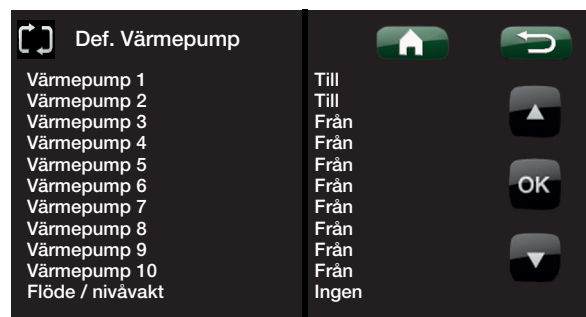 Def. Värmepump
Värmepump 1 Till
Värmepump 2 Till
Värmepump 3 Från
Värmepump 4 Från
Värmepump 5 Från
Värmepump 6 Från
Värmepump 7 Från
Värmepump 8 Från
Värmepump 9 Från
Värmepump 10 Från
Flöde / nivåvakt Ingen
OK